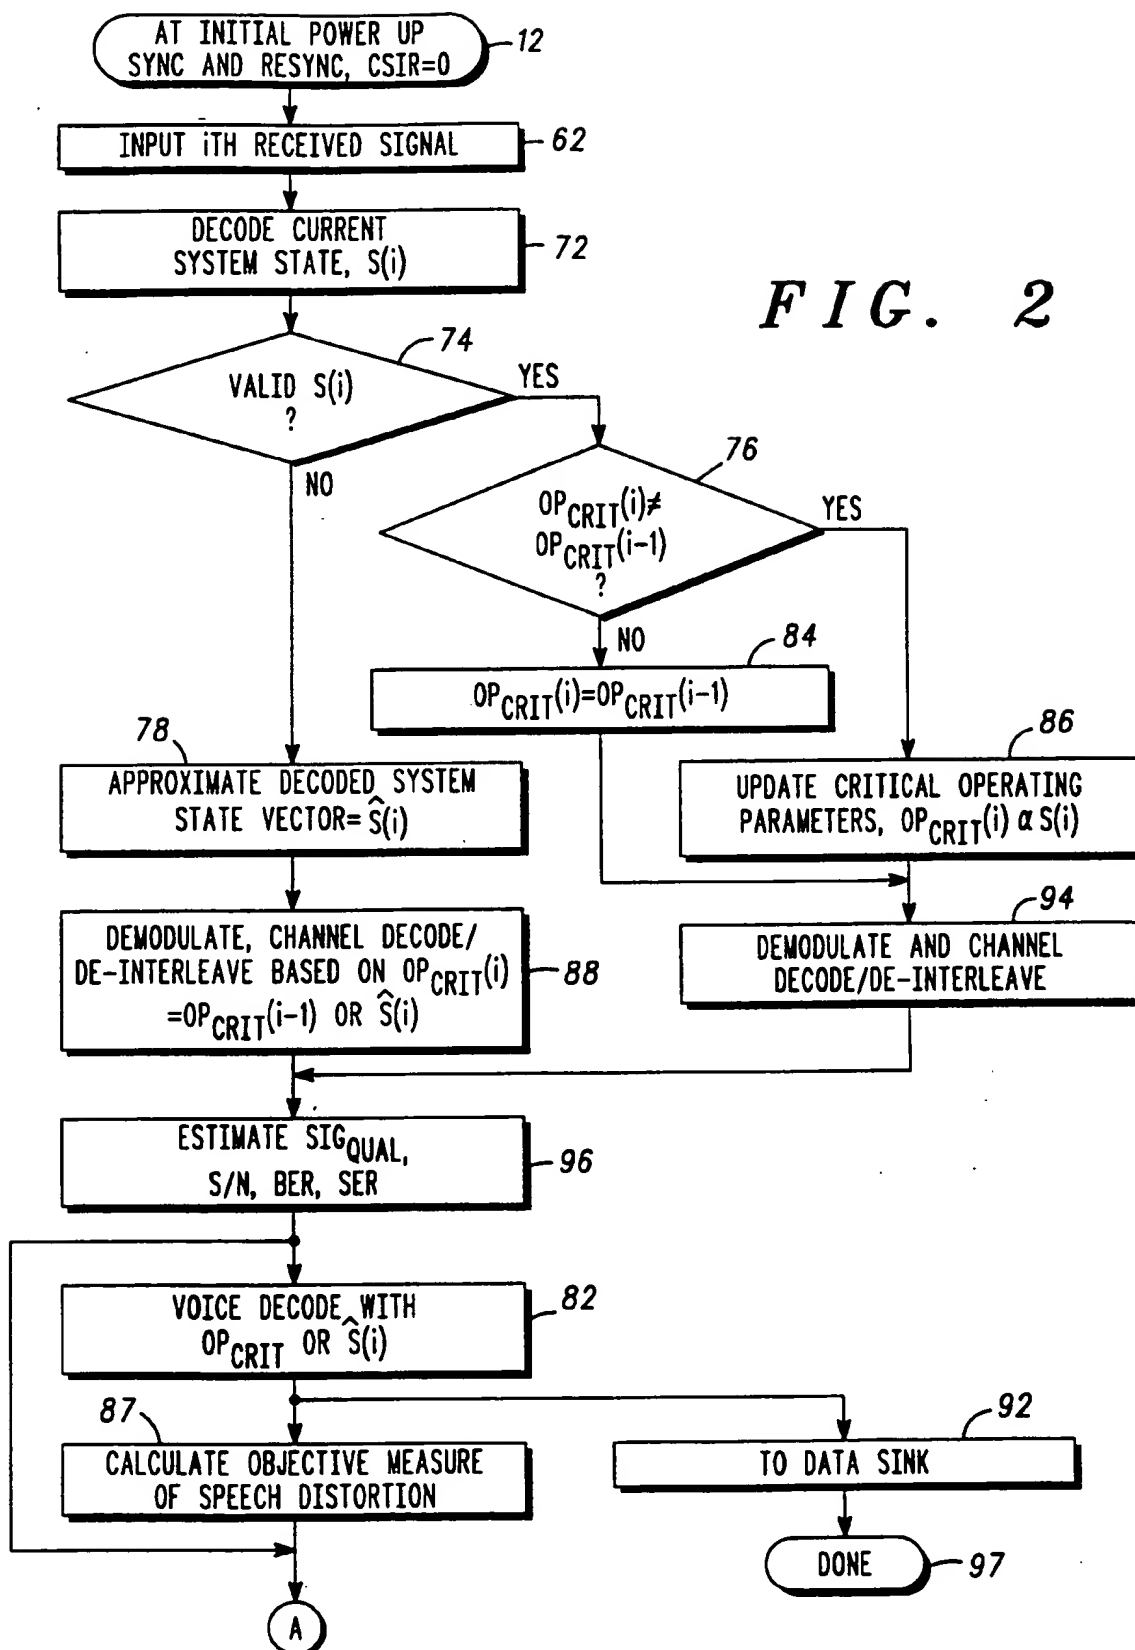 AT INITIAL POWER UP
SYNC AND RESYNC, CSIR=0
12
INPUT iTH RECEIVED SIGNAL
62
DECODE CURRENT
SYSTEM STATE, S(i)
72
FIG. 2
74
VALID S(i)
?
YES
NO
76
OPCRIT(i)≠
OPCRIT(i-1)
?
YES
NO
84
OPCRIT(i)=OPCRIT(i-1)
78
APPROXIMATE DECODED SYSTEM
STATE VECTOR=Ŝ(i)
86
UPDATE CRITICAL OPERATING
PARAMETERS, OPCRIT(i) α S(i)
DEMODULATE, CHANNEL DECODE/
DE-INTERLEAVE BASED ON OPCRIT(i)
=OPCRIT(i-1) OR Ŝ(i)
88
94
DEMODULATE AND CHANNEL
DECODE/DE-INTERLEAVE
ESTIMATE SIGQUAL,
S/N, BER, SER
96
VOICE DECODE WITH
OPCRIT OR Ŝ(i)
82
87
CALCULATE OBJECTIVE MEASURE
OF SPEECH DISTORTION
92
TO DATA SINK
DONE
97
A